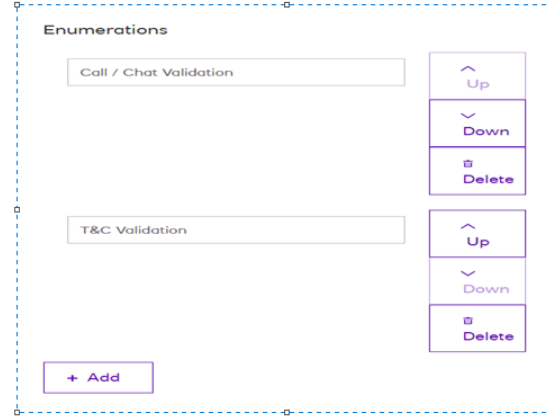 Enumerations
Call / Chat Validation
Up
Down
Delete
T&C Validation
Up
Down
Delete
+ Add